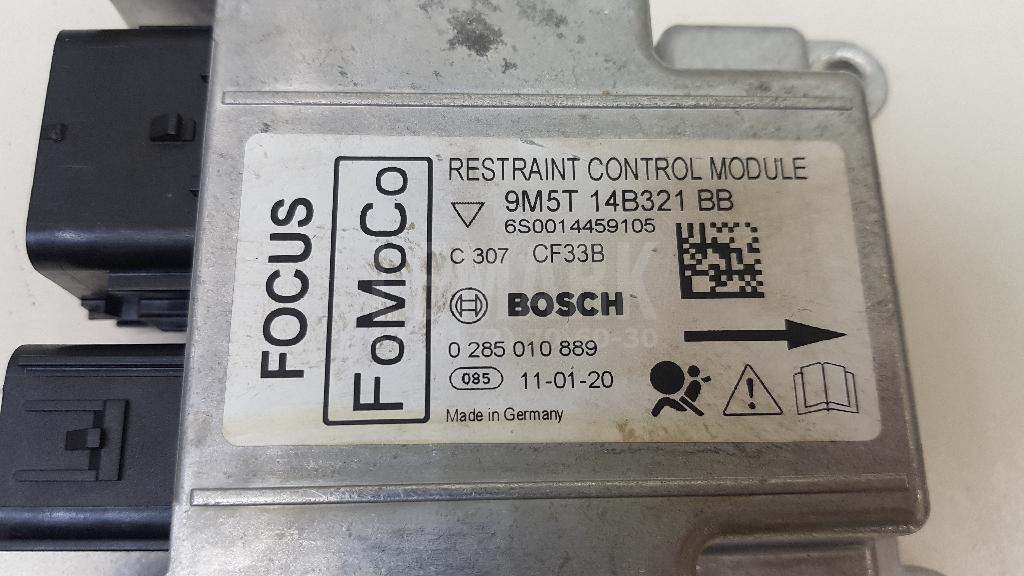 FOCUS
FoMoCo
RESTRAINT CONTROL MODULE
9M5T 14B321 BB
6S0014459105
C 307 CF33B
BOSCH
0 285 010 889
085 11-01-20
Made in Germany